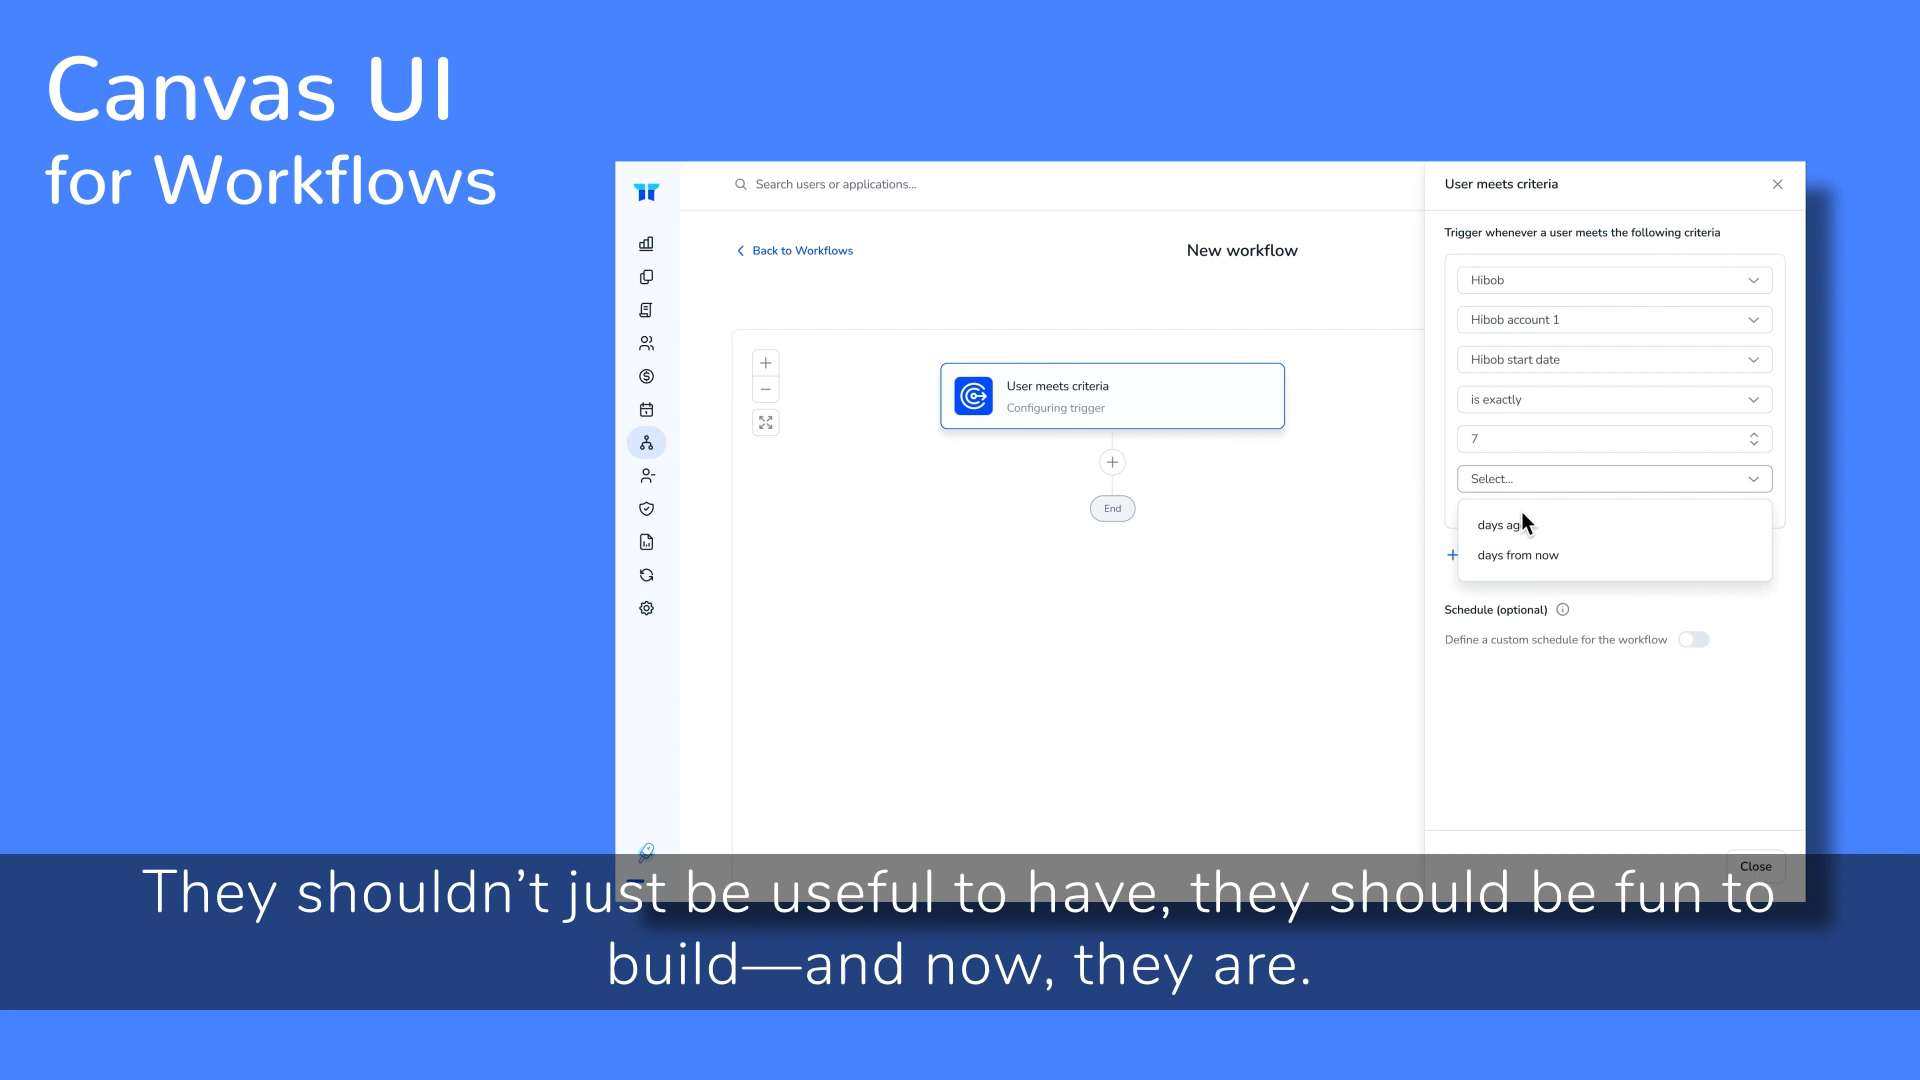 Canvas UI
for Workflows
Search users or applications...
Back to Workflows
New workflow
User meets criteria
Configuring trigger
End
User meets criteria
Trigger whenever a user meets the following criteria
Hibob
Hibob account 1
Hibob start date
is exactly
7
Select...
days ag
days from now
Schedule (optional)
Define a custom schedule for the workflow
Close
They shouldn’t just be useful to have, they should be fun to
build—and now, they are.